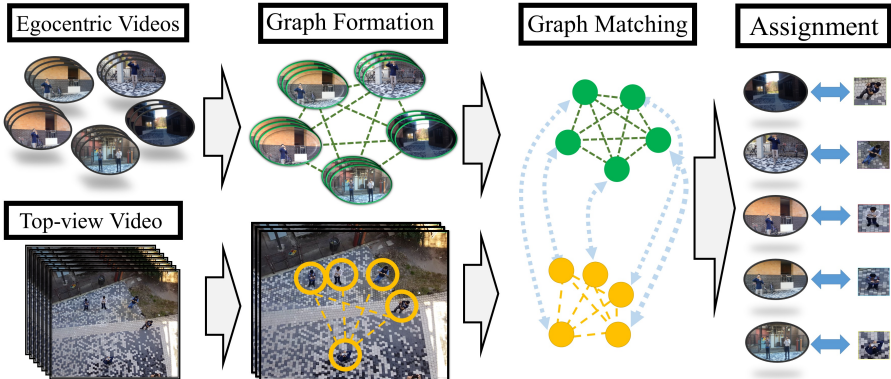 Egocentric Videos
Graph Formation
Graph Matching
Assignment
Top-view Video